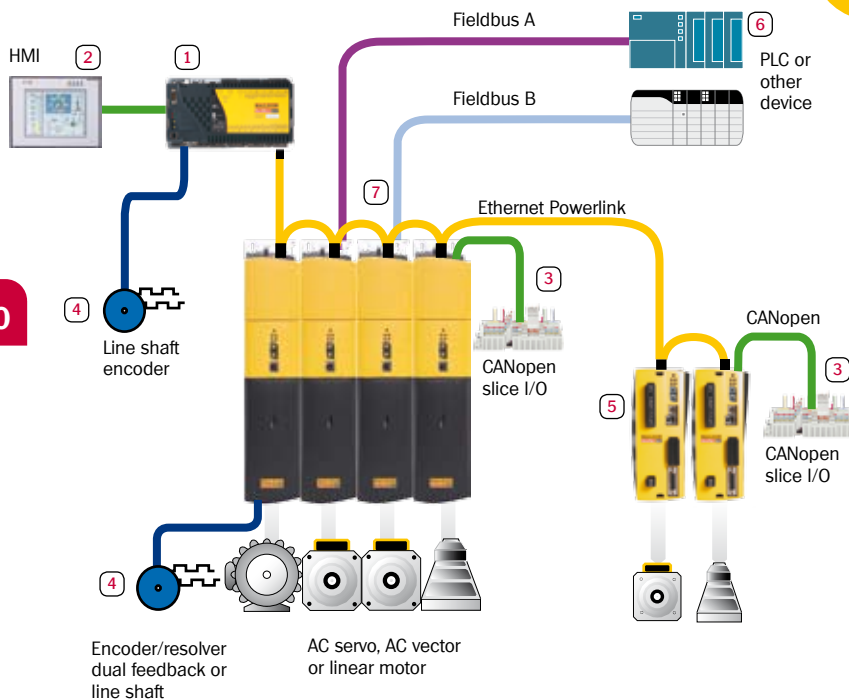 Fieldbus A
6
HMI
2
1
PLC or
other
device
Fieldbus B
7
Ethernet Powerlink
3
0
4
Line shaft
encoder
CANopen
3
CANopen
slice I/O
5
CANopen
slice I/O
4
Encoder/resolver
dual feedback or
line shaft
AC servo, AC vector
or linear motor